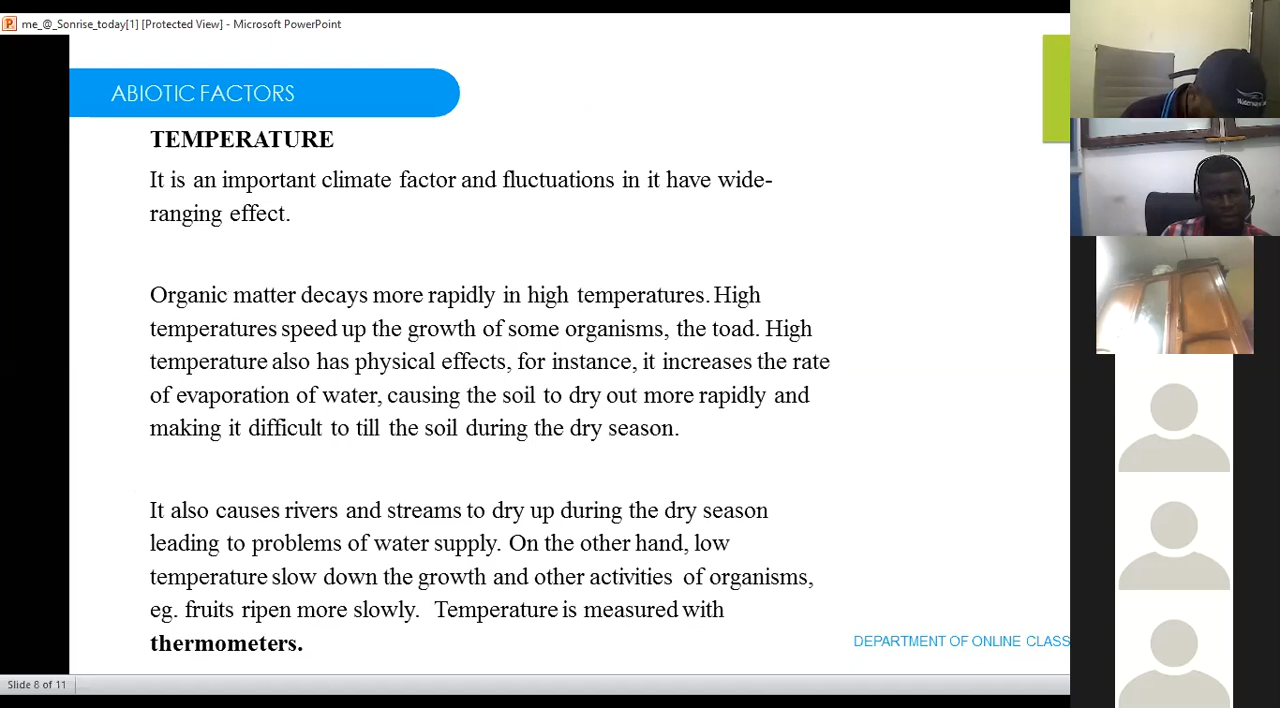 me_@_Sonrise_today[1] [Protected View] - Microsoft PowerPoint
ABIOTIC FACTORS
TEMPERATURE
It is an important climate factor and fluctuations in it have wide-
ranging effect.
Organic matter decays more rapidly in high temperatures. High
temperatures speed up the growth of some organisms, the toad. High
temperature also has physical effects, for instance, it increases the rate
of evaporation of water, causing the soil to dry out more rapidly and
making it difficult to till the soil during the dry season.
It also causes rivers and streams to dry up during the dry season
leading to problems of water supply. On the other hand, low
temperature slow down the growth and other activities of organisms,
eg. fruits ripen more slowly. Temperature is measured with
thermometers.
DEPARTMENT OF ONLINE CLASS
Slide 8 of 11